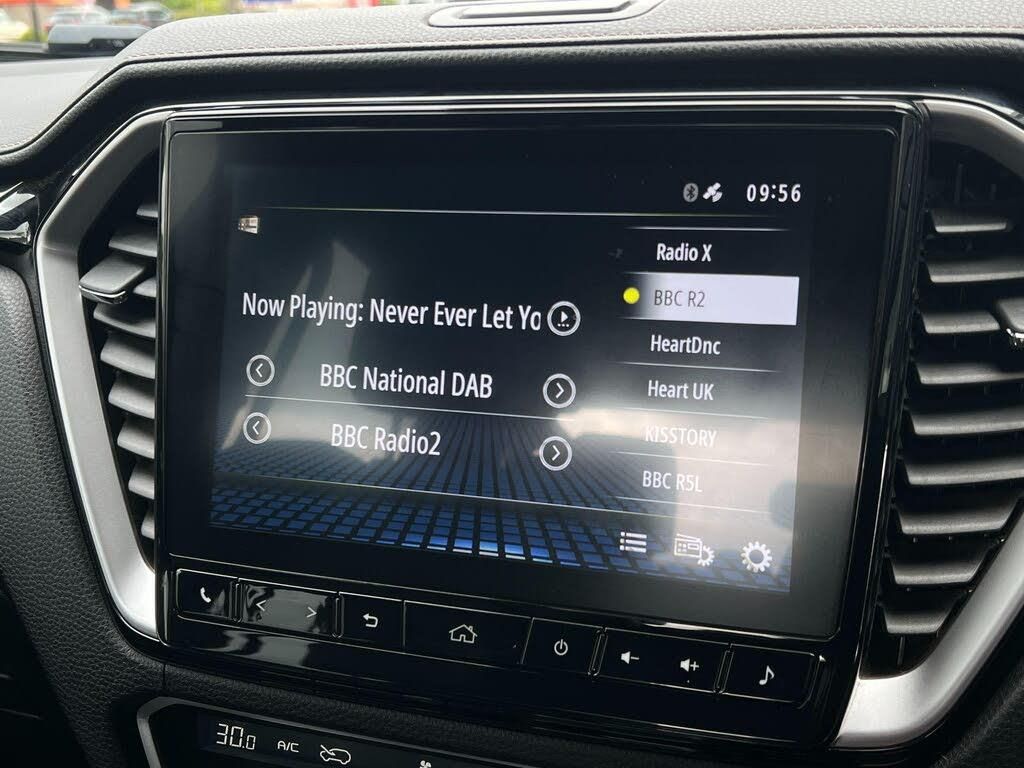 09:56
Now Playing: Never Ever Let Yo
BBC National DAB
BBC Radio2
Radio X
BBC R2
HeartDnc
Heart UK
KISSTORY
BBC R5L
30.0 A/C